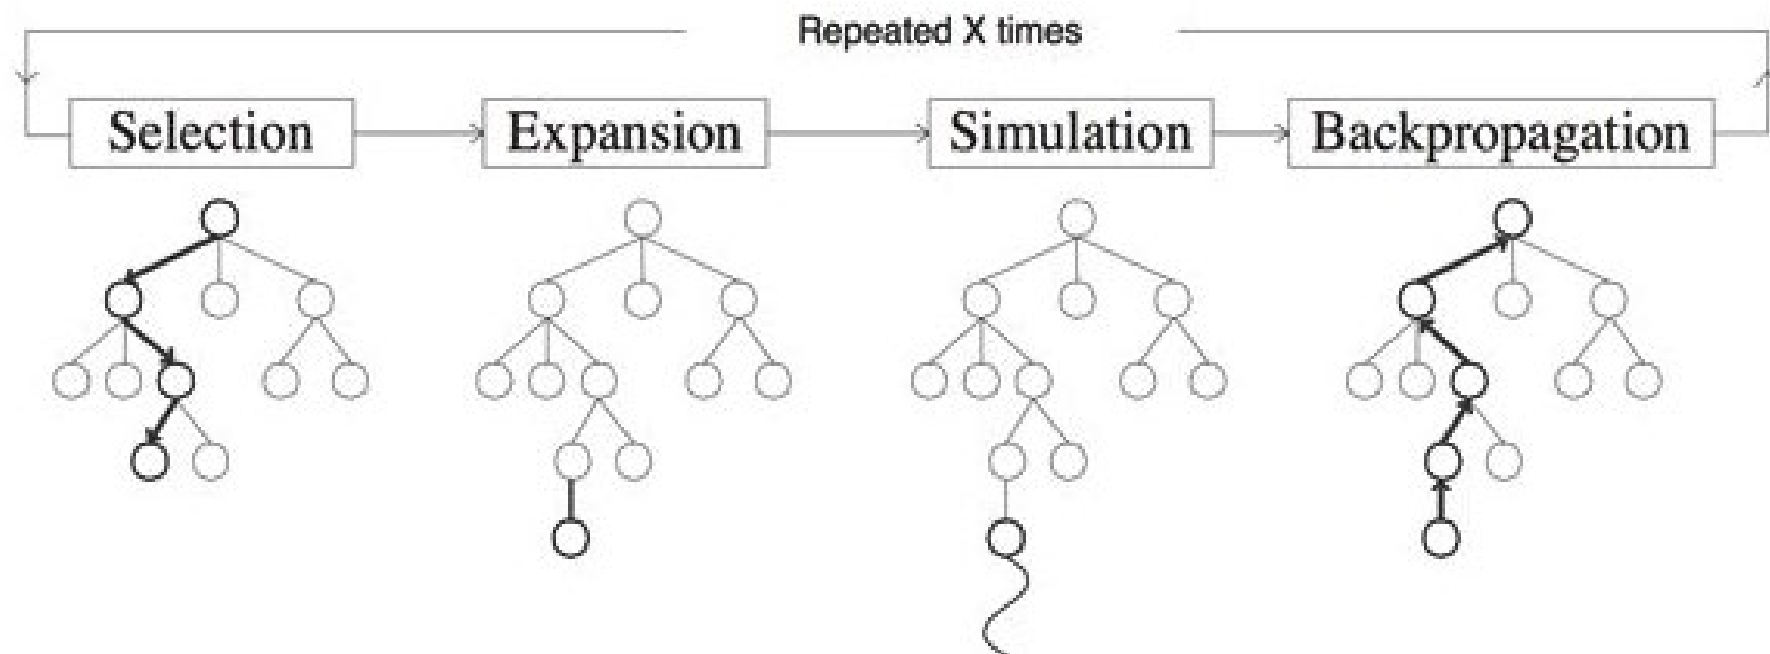 Repeated X times
Selection
Expansion
Simulation
Backpropagation